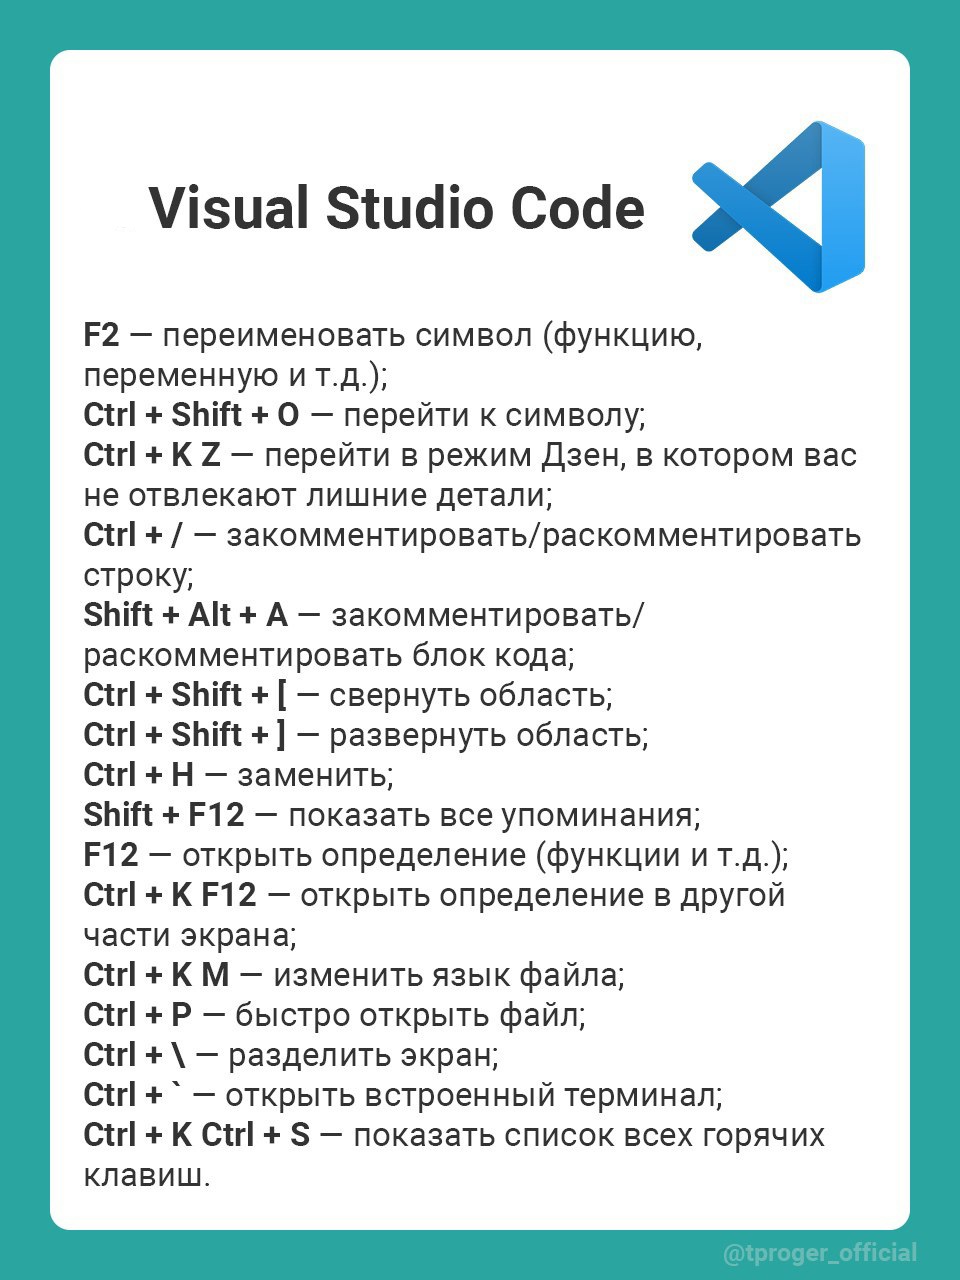 Visual Studio Code
F2 — переименовать символ (функцию,
переменную и т.д.);
Ctrl + Shift + O — перейти к символу;
Ctrl + K Z — перейти в режим Дзен, в котором вас
не отвлекают лишние детали;
Ctrl + / — закомментировать/раскомментировать
строку;
Shift + Alt + A — закомментировать/
раскомментировать блок кода;
Ctrl + Shift + [ — свернуть область;
Ctrl + Shift + ] — развернуть область;
Ctrl + H — заменить;
Shift + F12 — показать все упоминания;
F12 — открыть определение (функции и т.д.);
Ctrl + K F12 — открыть определение в другой
части экрана;
Ctrl + K M — изменить язык файла;
Ctrl + P — быстро открыть файл;
Ctrl + \ — разделить экран;
Ctrl + ` — открыть встроенный терминал;
Ctrl + K Ctrl + S — показать список всех горячих
клавиш.
@tproger_official